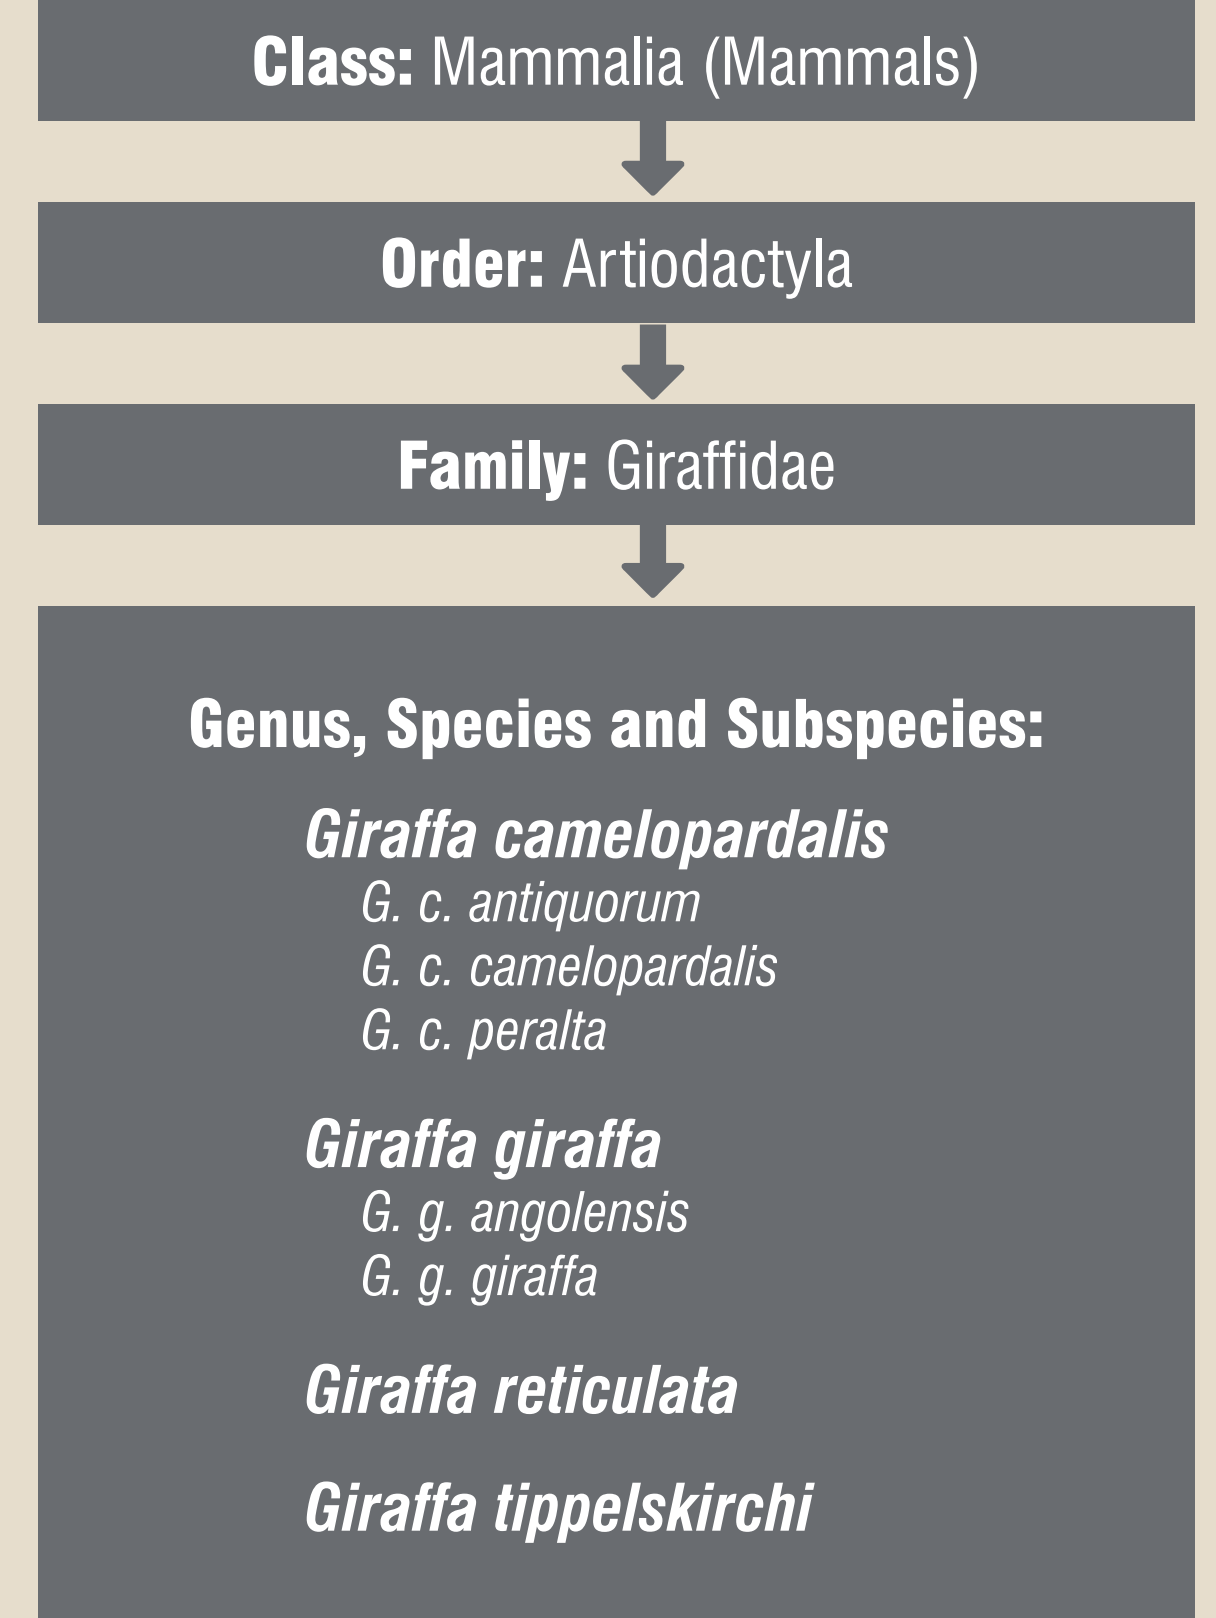 Class: Mammalia (Mammals)
Order: Artiodactyla
Family: Giraffidae
Genus, Species and Subspecies:
Giraffa camelopardalis
G. c. antiquorum
G. c. camelopardalis
G. c. peralta
Giraffa giraffa
G. g. angolensis
G. g. giraffa
Giraffa reticulata
Giraffa tippelskirchi